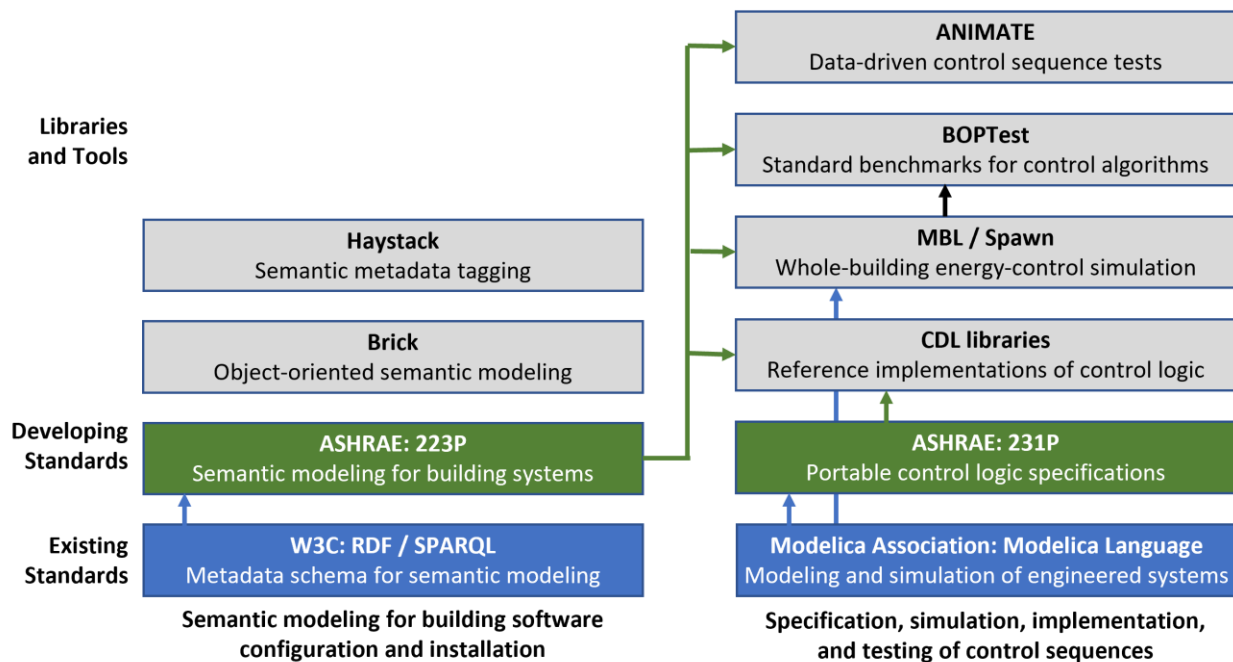 ANIMATE
Data-driven control sequence tests
Libraries
and Tools
BOPTest
Standard benchmarks for control algorithms
Haystack
Semantic metadata tagging
MBL / Spawn
Whole-building energy-control simulation
Brick
Object-oriented semantic modeling
CDL libraries
Reference implementations of control logic
Developing
Standards
ASHRAE: 223P
Semantic modeling for building systems
ASHRAE: 231P
Portable control logic specifications
Existing
Standards
W3C: RDF / SPARQL
Metadata schema for semantic modeling
Modelica Association: Modelica Language
Modeling and simulation of engineered systems
Semantic modeling for building software
configuration and installation
Specification, simulation, implementation,
and testing of control sequences